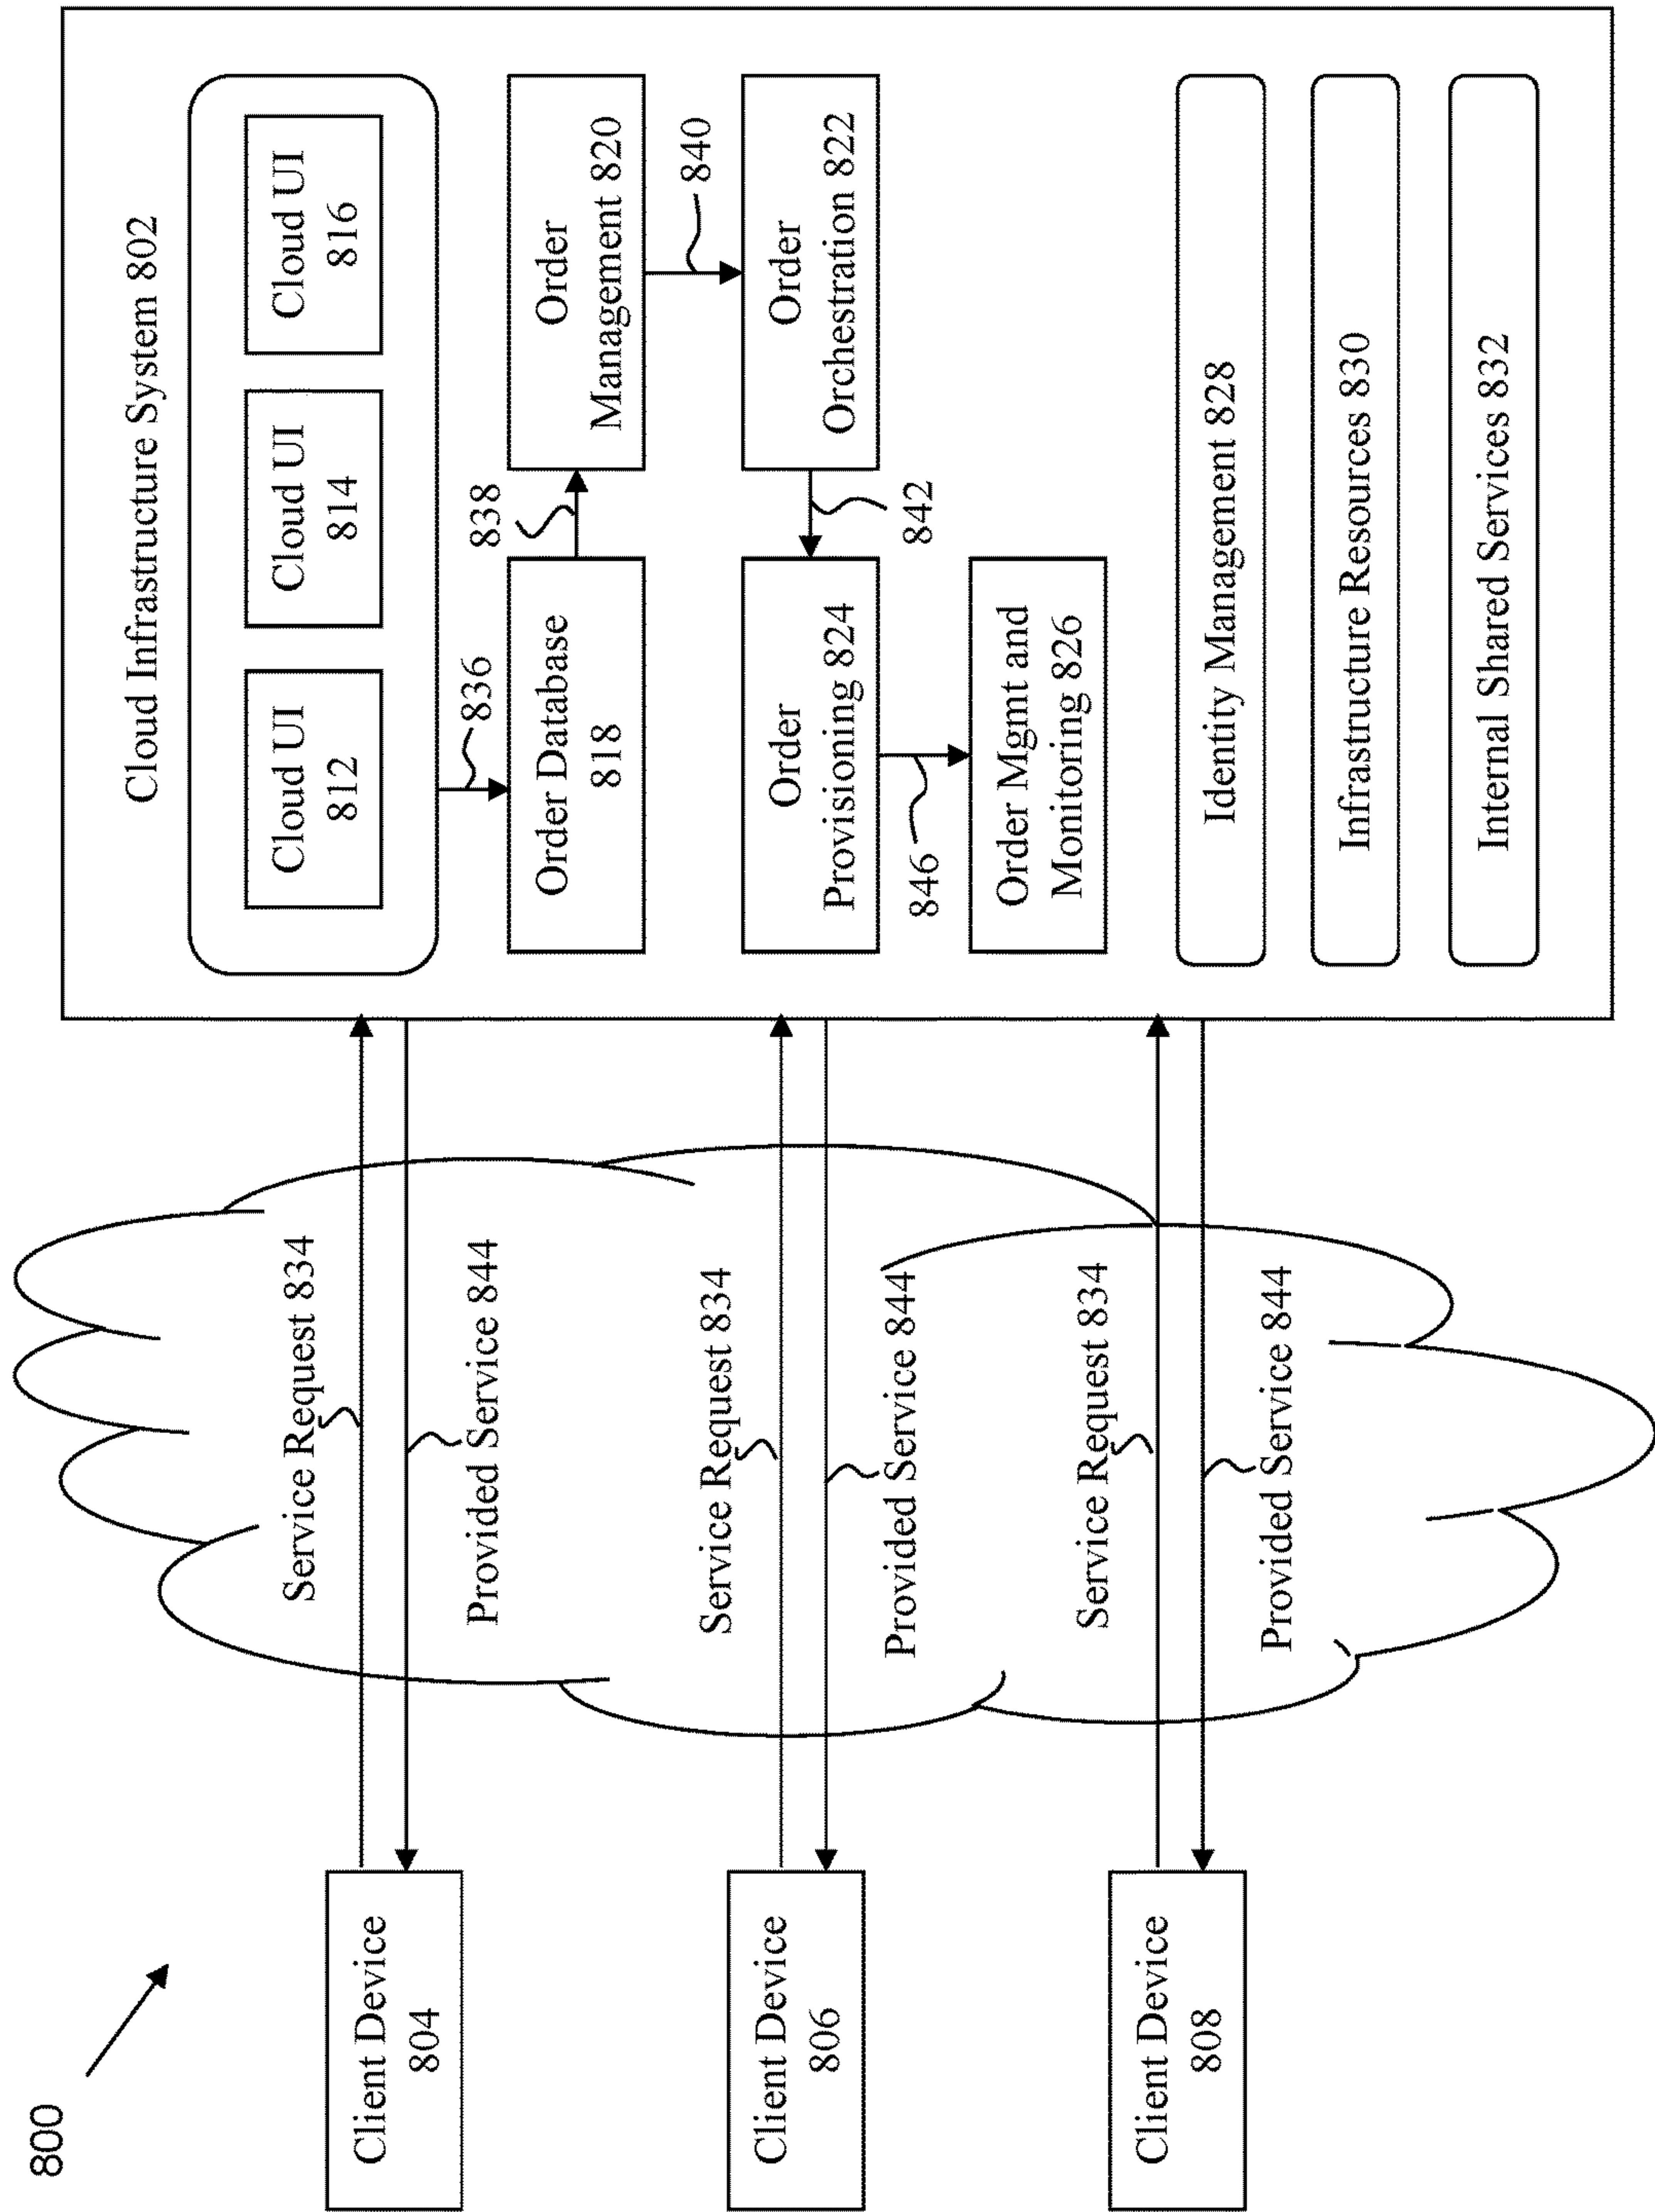 800
Cloud Infrastructure System 802
Cloud UI
812
Cloud UI
814
Cloud UI
816
836
Order Database
818
838
Order
Management 820
840
Order
Orchestration 822
842
Order
Provisioning 824
846
Order Mgmt and
Monitoring 826
Identity Management 828
Infrastructure Resources 830
Internal Shared Services 832
Service Request 834
Provided Service 844
Service Request 834
Provided Service 844
Service Request 834
Provided Service 844
Client Device
804
Client Device
806
Client Device
808